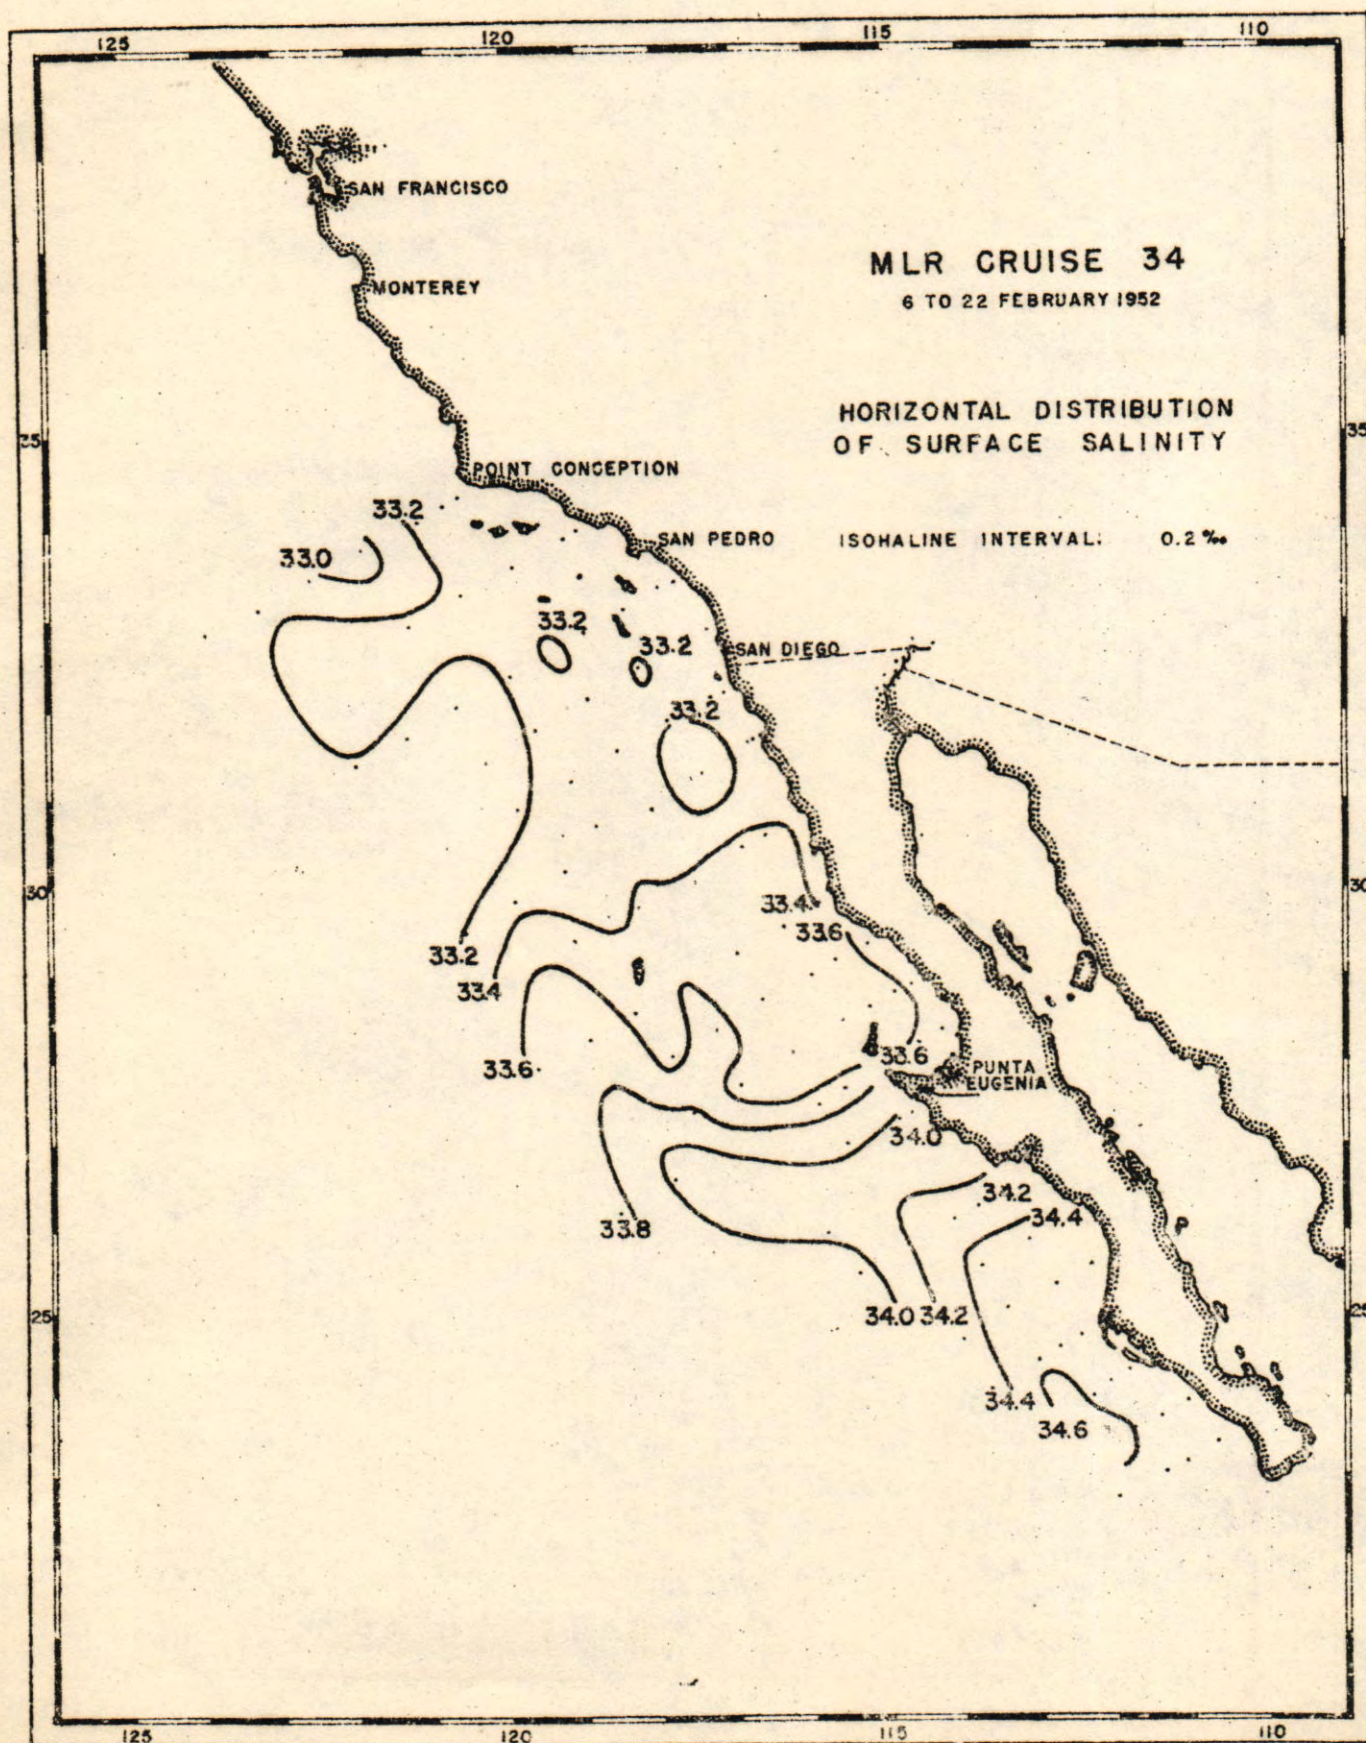 125 120 115 110
SAN FRANCISCO
MLR CRUISE 34
6 TO 22 FEBRUARY 1952
MONTEREY
HORIZONTAL DISTRIBUTION
OF SURFACE SALINITY
35 35
POINT CONCEPTION
33.2
SAN PEDRO
ISOHALINE INTERVAL: 0.2 ‰
33.0
33.2
33.2
SAN DIEGO
33.2
30 30
33.4
33.6
33.2
33.4
33.6
33.6
PUNTA
EUGENIA
34.0
34.2
34.4
33.8
25 25
34.0 34.2
34.4
34.6
125 120 115 110